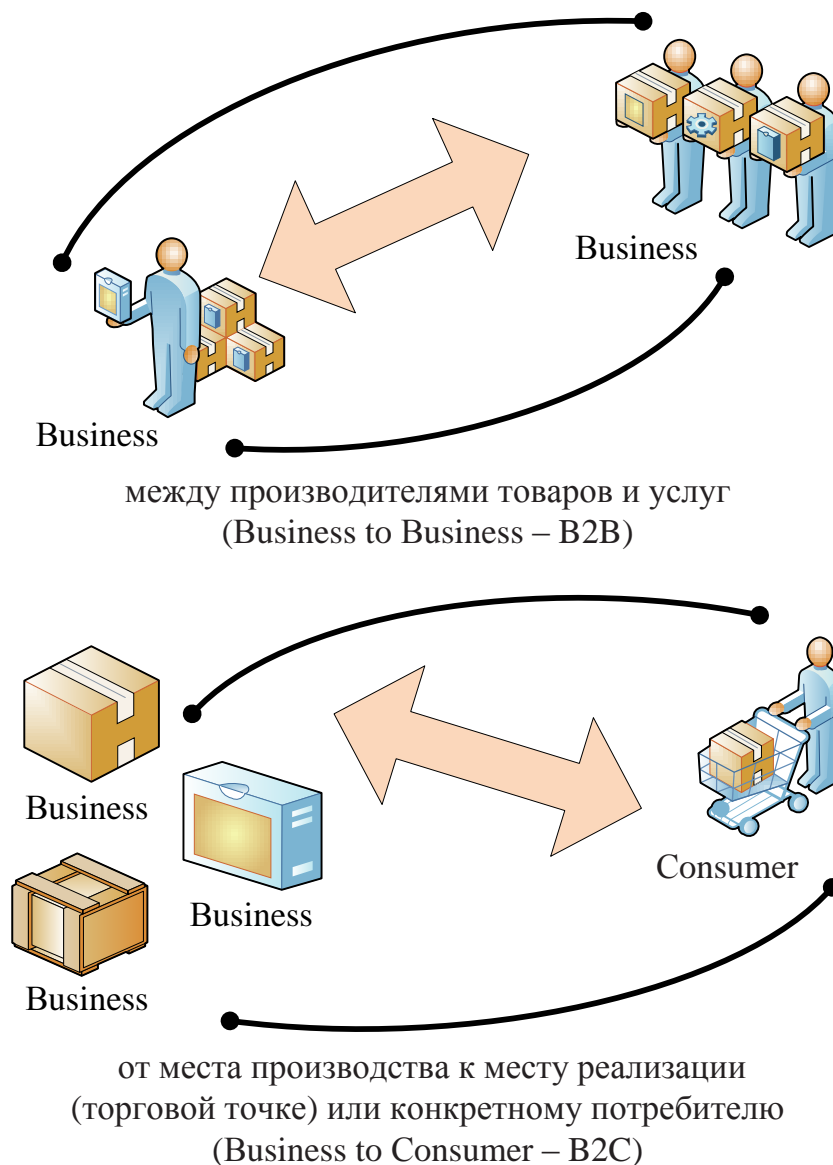 Business
Business
между производителями товаров и услуг
(Business to Business – B2B)
Business
Consumer
Business
Business
от места производства к месту реализации
(торговой точке) или конкретному потребителю
(Business to Consumer – B2C)